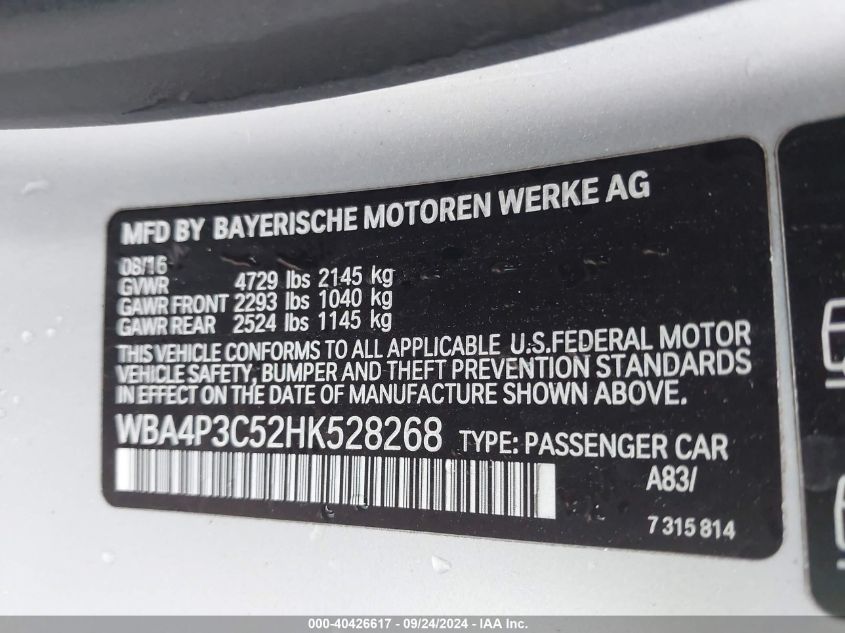 MFD BY BAYERISCHE MOTOREN WERKE AG
08/16
GVWR 4729 lbs 2145 kg
GAWR FRONT 2293 lbs 1040 kg
GAWR REAR 2524 lbs 1145 kg
THIS VEHICLE CONFORMS TO ALL APPLICABLE U.S.FEDERAL MOTOR
VEHICLE SAFETY, BUMPER AND THEFT PREVENTION STANDARDS
IN EFFECT ON THE DATE OF MANUFACTURE SHOWN ABOVE.
WBA4P3C52HK528268 TYPE: PASSENGER CAR
A83/
7 315 814
000-40426617 - 09/24/2024 - IAA Inc.